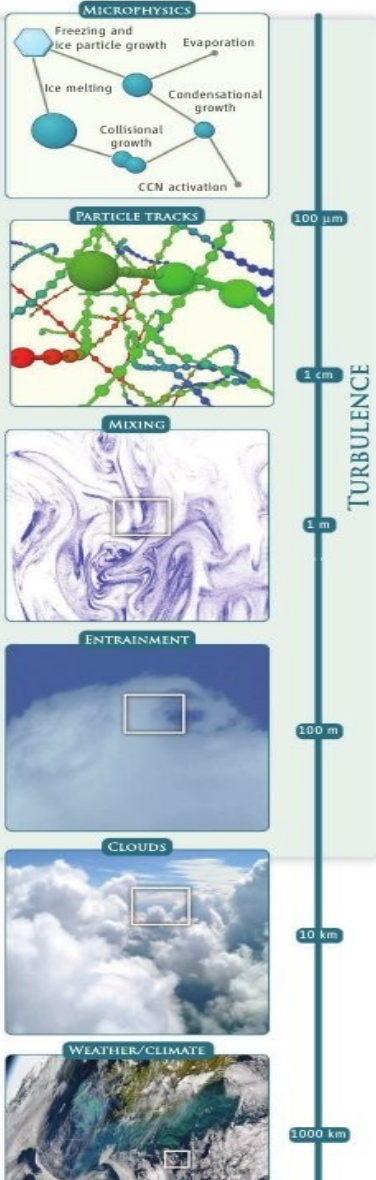 MICROPHYSICS
Freezing and
ice particle growth
Evaporation
Ice melting
Condensational
growth
Collisional
growth
CCN activation
PARTICLE TRACKS
100 µm
1 cm
TURBULENCE
MIXING
1 m
ENTRAINMENT
100 m
CLOUDS
10 km
WEATHER/CLIMATE
1000 km